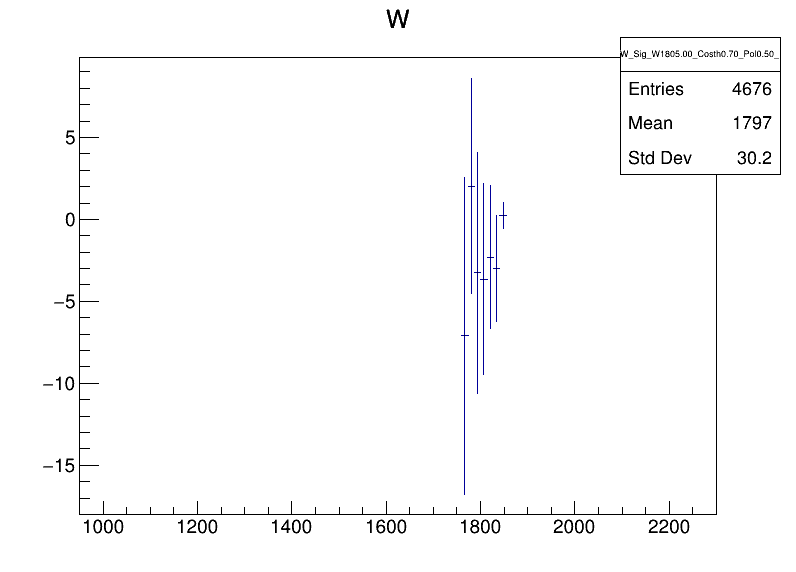 W
W_Sig_W1805.00_Costh0.70_Pol0.50_
Entries 4676
Mean 1797
Std Dev 30.2
5
0
−5
−10
−15
1000 1200 1400 1600 1800 2000 2200